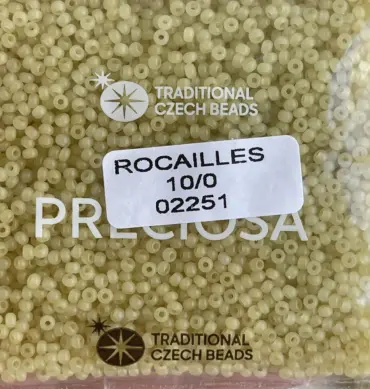 TRADITIONAL
CZECH BEADS
ROCAILLES
10/0
02251
PRECIOSA
TRADITIONAL
CZECH BEADS